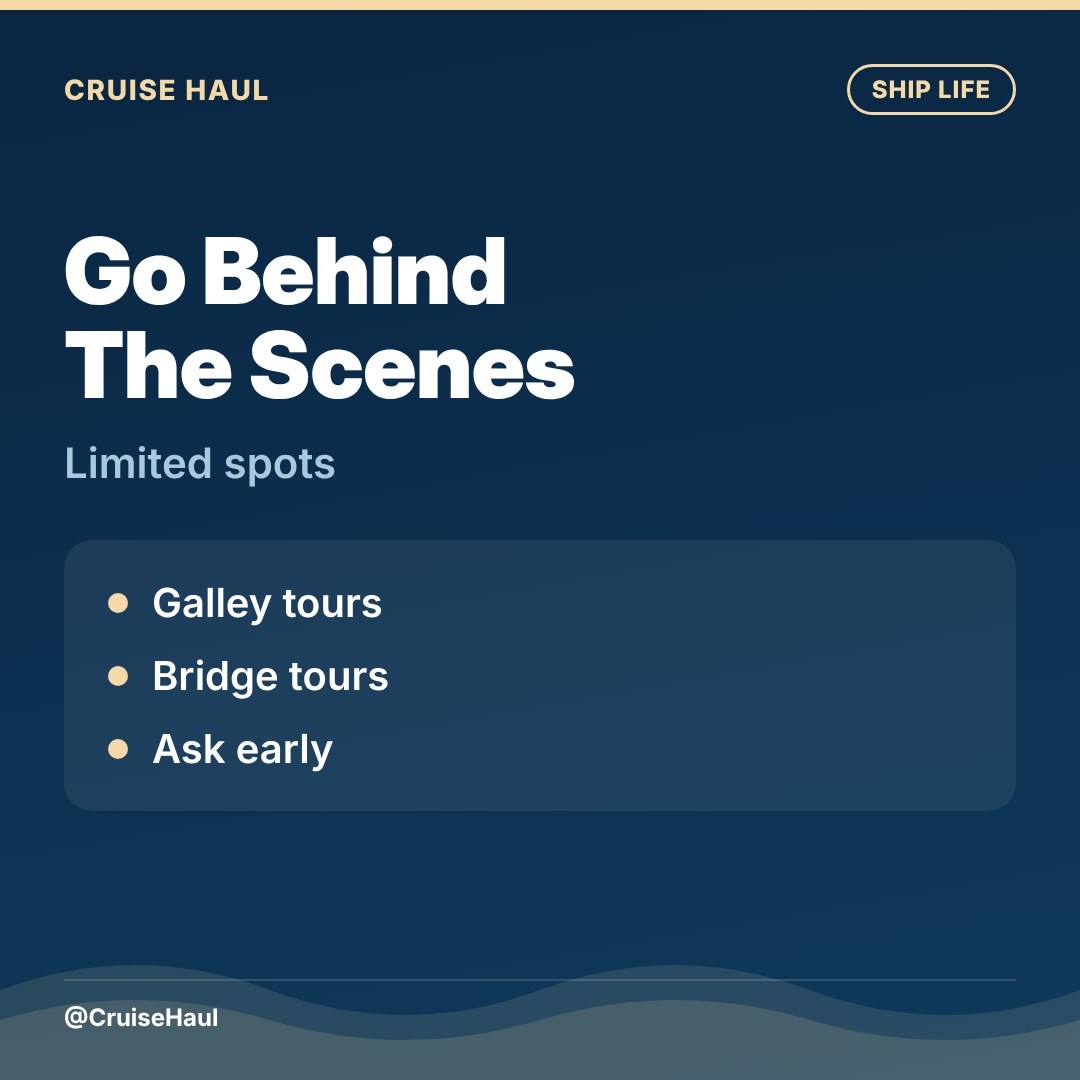 CRUISE HAUL
SHIP LIFE
Go Behind
The Scenes
Limited spots
Galley tours
Bridge tours
Ask early
@CruiseHaul